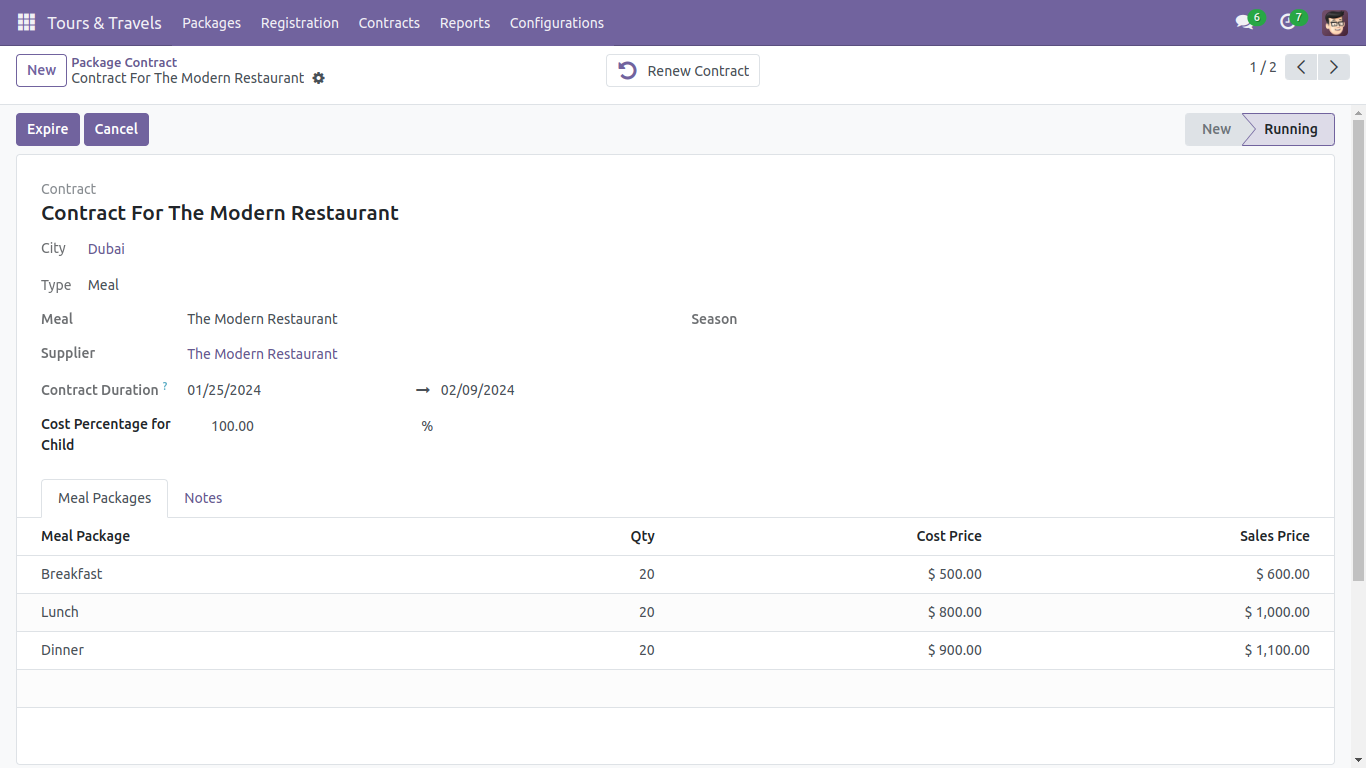 Tours & Travels Packages Registration Contracts Reports Configurations 6 7
New Package Contract
Contract For The Modern Restaurant
Renew Contract
1 / 2
Expire Cancel New Running
Contract
Contract For The Modern Restaurant
City Dubai
Type Meal
Meal The Modern Restaurant Season
Supplier The Modern Restaurant
Contract Duration ? 01/25/2024 → 02/09/2024
Cost Percentage for Child 100.00 %
Meal Packages Notes
Meal Package Qty Cost Price Sales Price
Breakfast 20 $ 500.00 $ 600.00
Lunch 20 $ 800.00 $ 1,000.00
Dinner 20 $ 900.00 $ 1,100.00